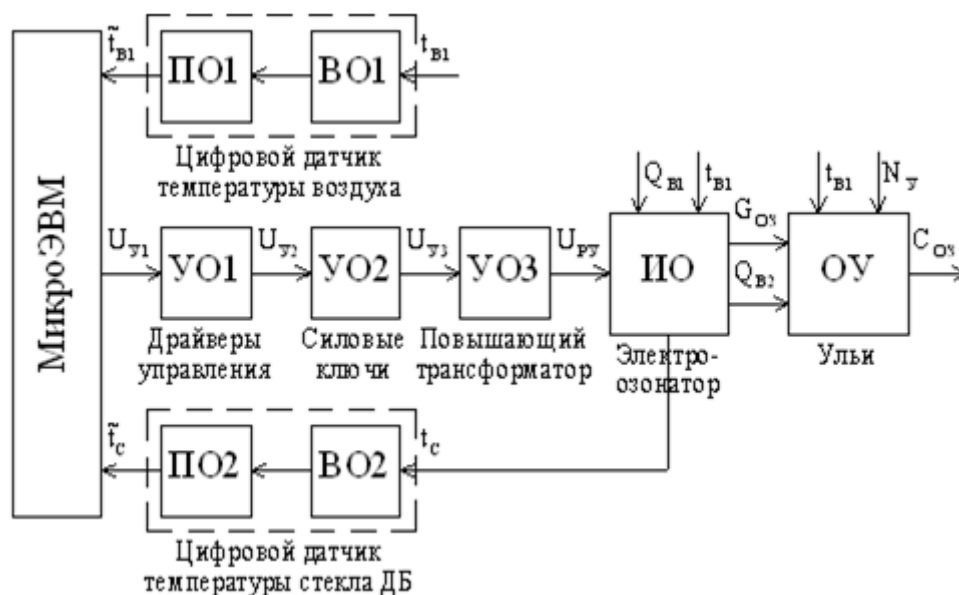 t̃В1
ПО1
ВО1
tВ1
Цифровой датчик
температуры воздуха
МикроЭВМ
QВ1
tВ1
tВ1
NУ
UУ1
УО1
UУ2
УО2
UУ3
УО3
UРУ
ИО
GОЗ
QВ2
ОУ
CОЗ
Драйверы
управления
Силовые
ключи
Повышающий
трансформатор
Электро-
озонатор
Ульи
t̃с
ПО2
ВО2
tс
Цифровой датчик
температуры стекла ДБ